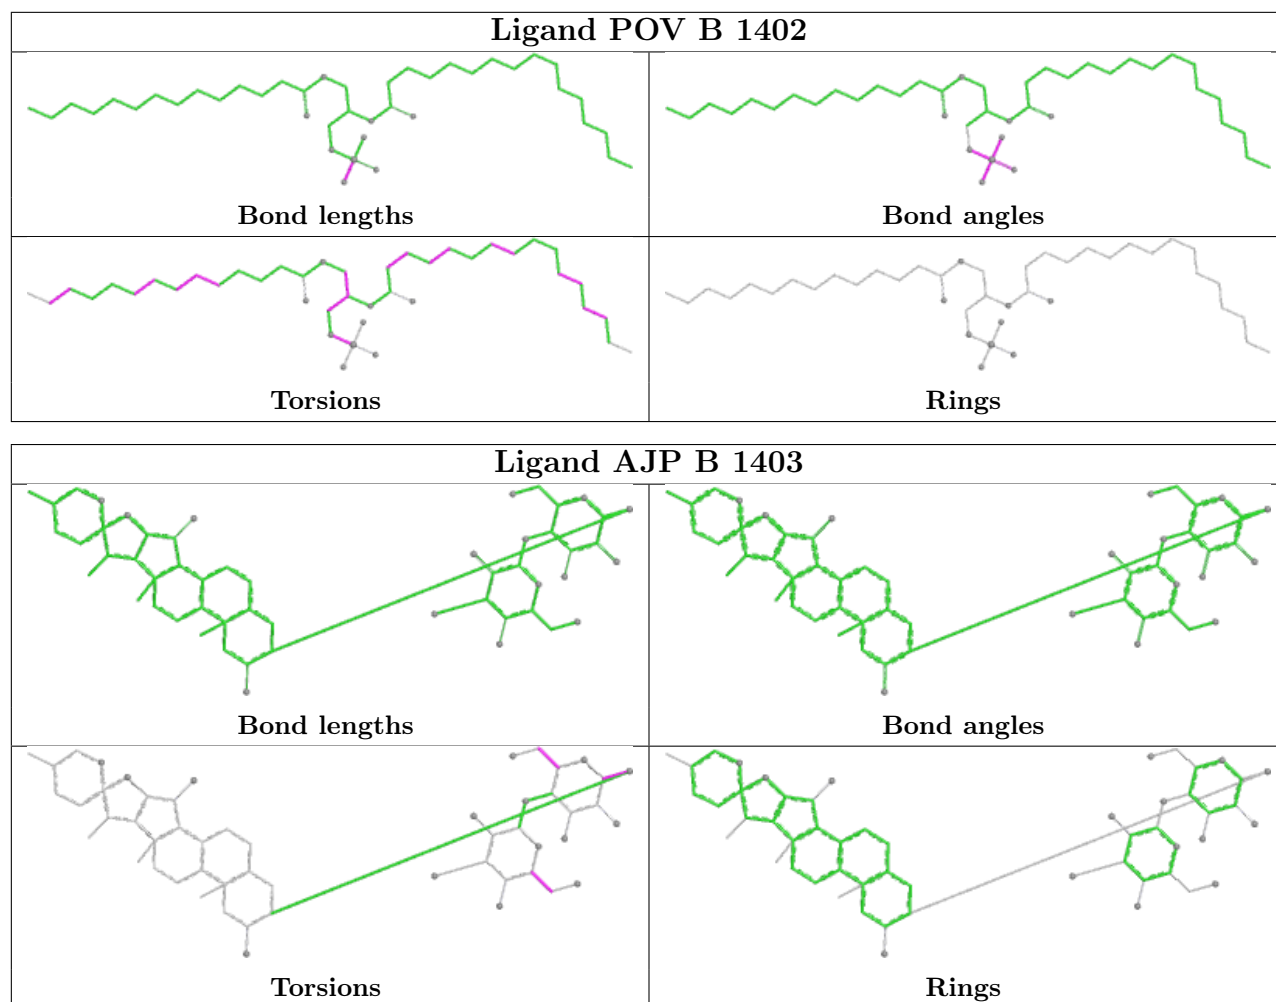 Ligand POV B 1402
Bond lengths
Bond angles
Torsions
Rings
Ligand AJP B 1403
Bond lengths
Bond angles
Torsions
Rings